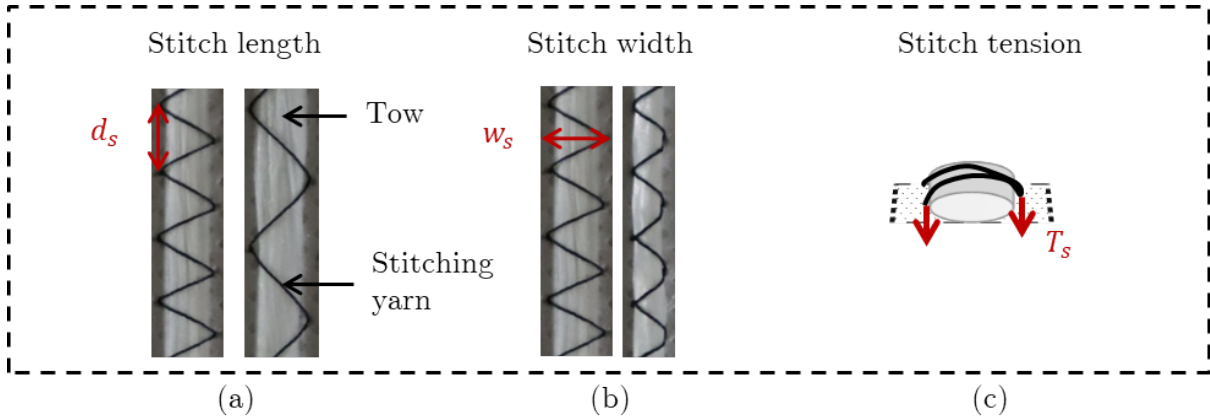 Stitch length
Stitch width
Stitch tension
d_s
Tow
Stitching
yarn
w_s
T_s
(a)
(b)
(c)